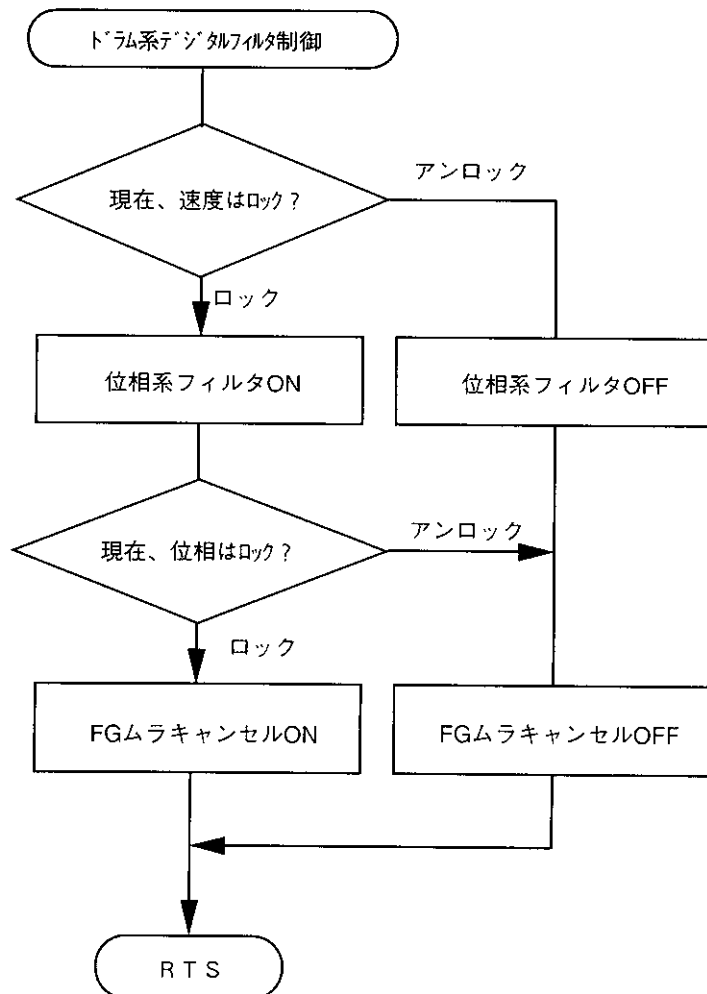 ﾄﾞﾗﾑ系ﾃﾞｼﾞﾀﾙﾌｨﾙﾀ制御
アンロック
現在、速度はﾛｯｸ？
ロック
位相系フィルタON
位相系フィルタOFF
アンロック
現在、位相はﾛｯｸ？
ロック
FGムラキャンセルON
FGムラキャンセルOFF
ＲＴＳ